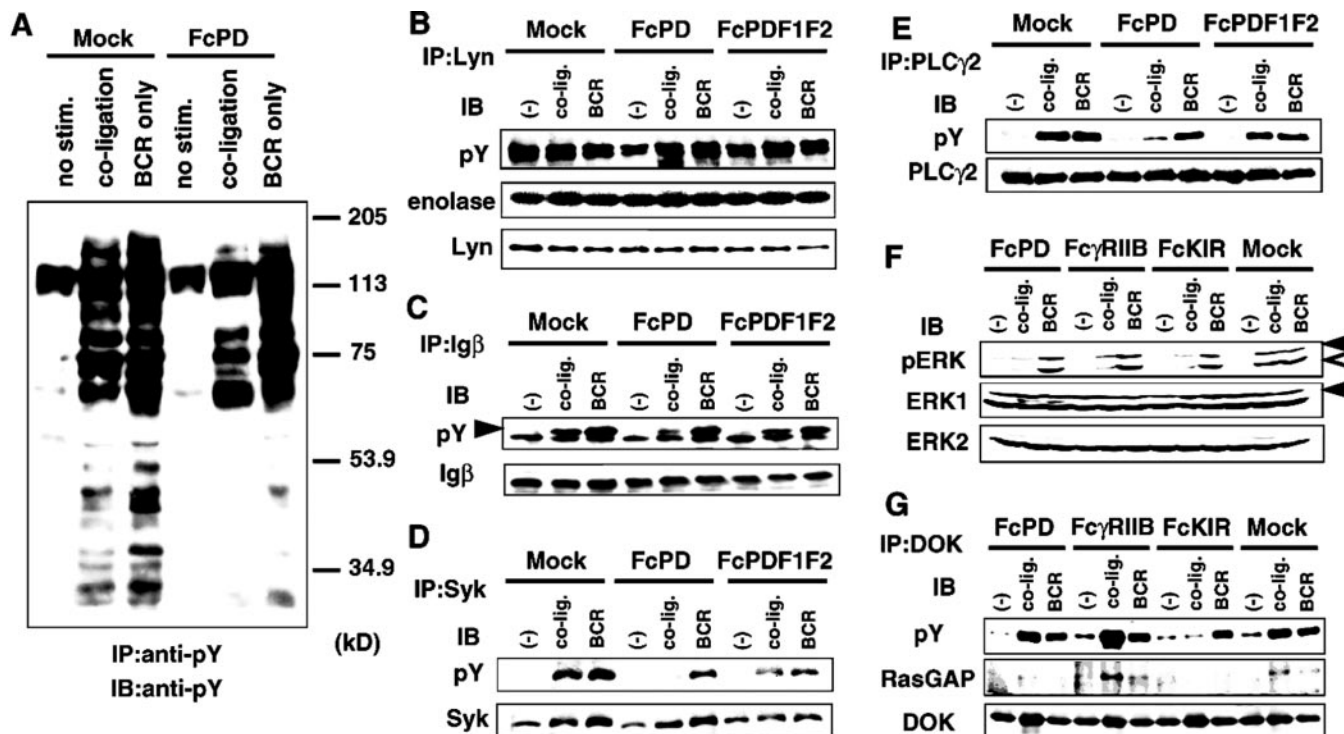 A
Mock FcPD
no stim. co-ligation BCR only no stim. co-ligation BCR only
205
113
75
53.9
34.9
(kD)
IP:anti-pY
IB:anti-pY
B
Mock FcPD FcPDF1F2
IP:Lyn
IB (-) co-lig. BCR (-) co-lig. BCR (-) co-lig. BCR
pY
enolase
Lyn
C
Mock FcPD FcPDF1F2
IP:Igβ
IB (-) co-lig. BCR (-) co-lig. BCR (-) co-lig. BCR
pY
Igβ
D
Mock FcPD FcPDF1F2
IP:Syk
IB (-) co-lig. BCR (-) co-lig. BCR (-) co-lig. BCR
pY
Syk
E
Mock FcPD FcPDF1F2
IP:PLCγ2
IB (-) co-lig. BCR (-) co-lig. BCR (-) co-lig. BCR
pY
PLCγ2
F
FcPD FcγRIIB FcKIR Mock
IB (-) co-lig. BCR (-) co-lig. BCR (-) co-lig. BCR (-) co-lig. BCR
pERK
ERK1
ERK2
G
FcPD FcγRIIB FcKIR Mock
IP:DOK
IB (-) co-lig. BCR (-) co-lig. BCR (-) co-lig. BCR (-) co-lig. BCR
pY
RasGAP
DOK